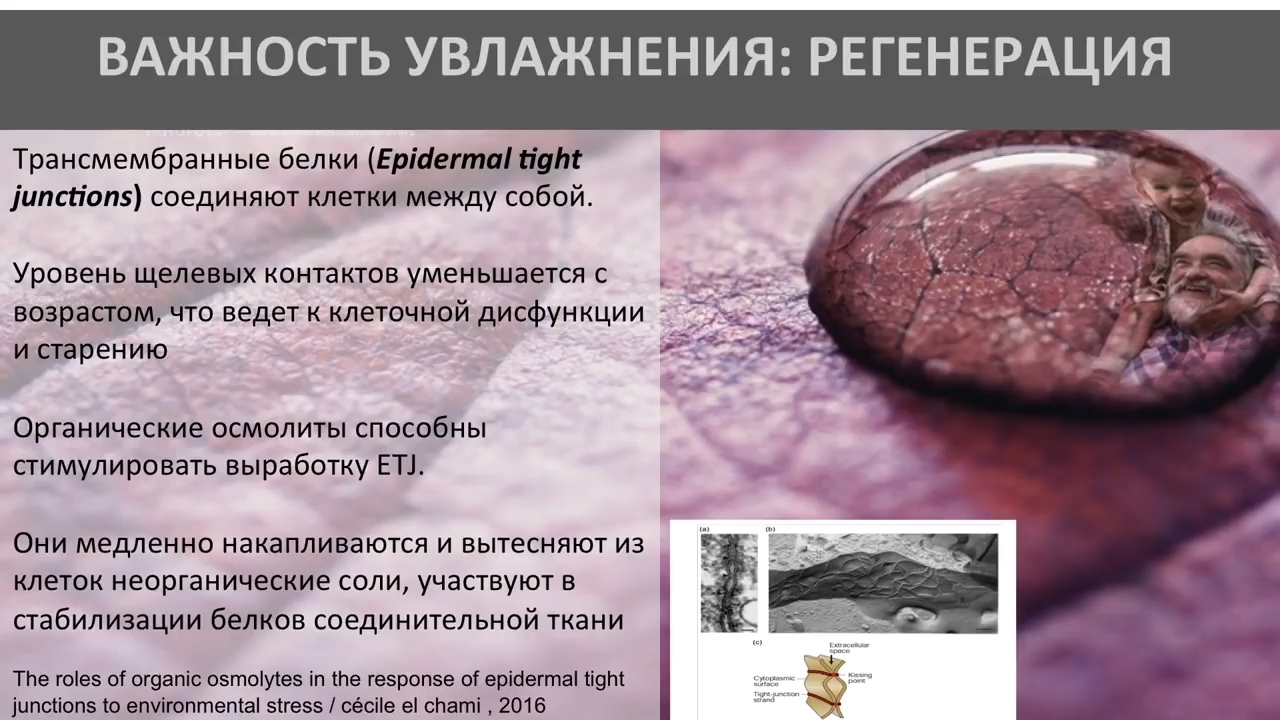 ВАЖНОСТЬ УВЛАЖНЕНИЯ: РЕГЕНЕРАЦИЯ
Трансмембранные белки (Epidermal tight
junctions) соединяют клетки между собой.
Уровень щелевых контактов уменьшается с
возрастом, что ведет к клеточной дисфункции
и старению
Органические осмолиты способны
стимулировать выработку ETJ.
Они медленно накапливаются и вытесняют из
клеток неорганические соли, участвуют в
стабилизации белков соединительной ткани
The roles of organic osmolytes in the response of epidermal tight
junctions to environmental stress / cécile el chami , 2016
(a)
(b)
(c)
Extracellular
space
Cytoplasmic
surface
Kissing
point
Tight-junction
strand